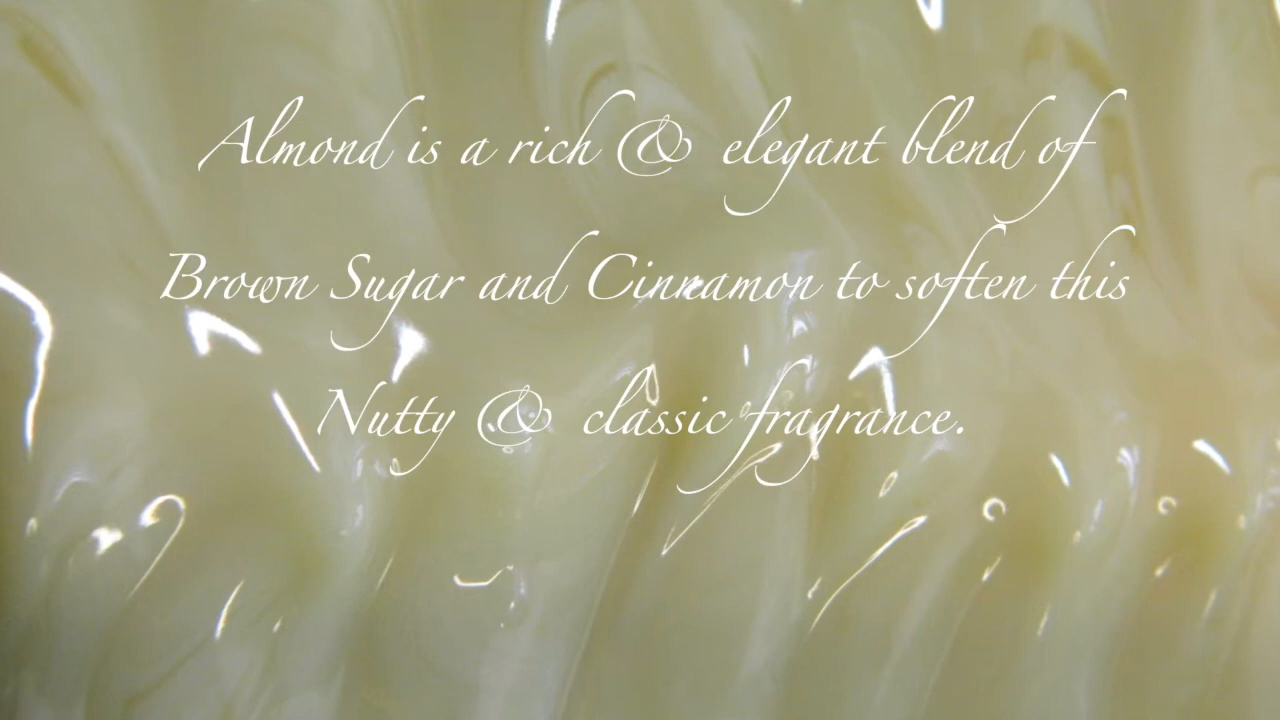 Almond is a rich & elegant blend of
Brown Sugar and Cinnamon to soften this
Nutty & classic fragrance.